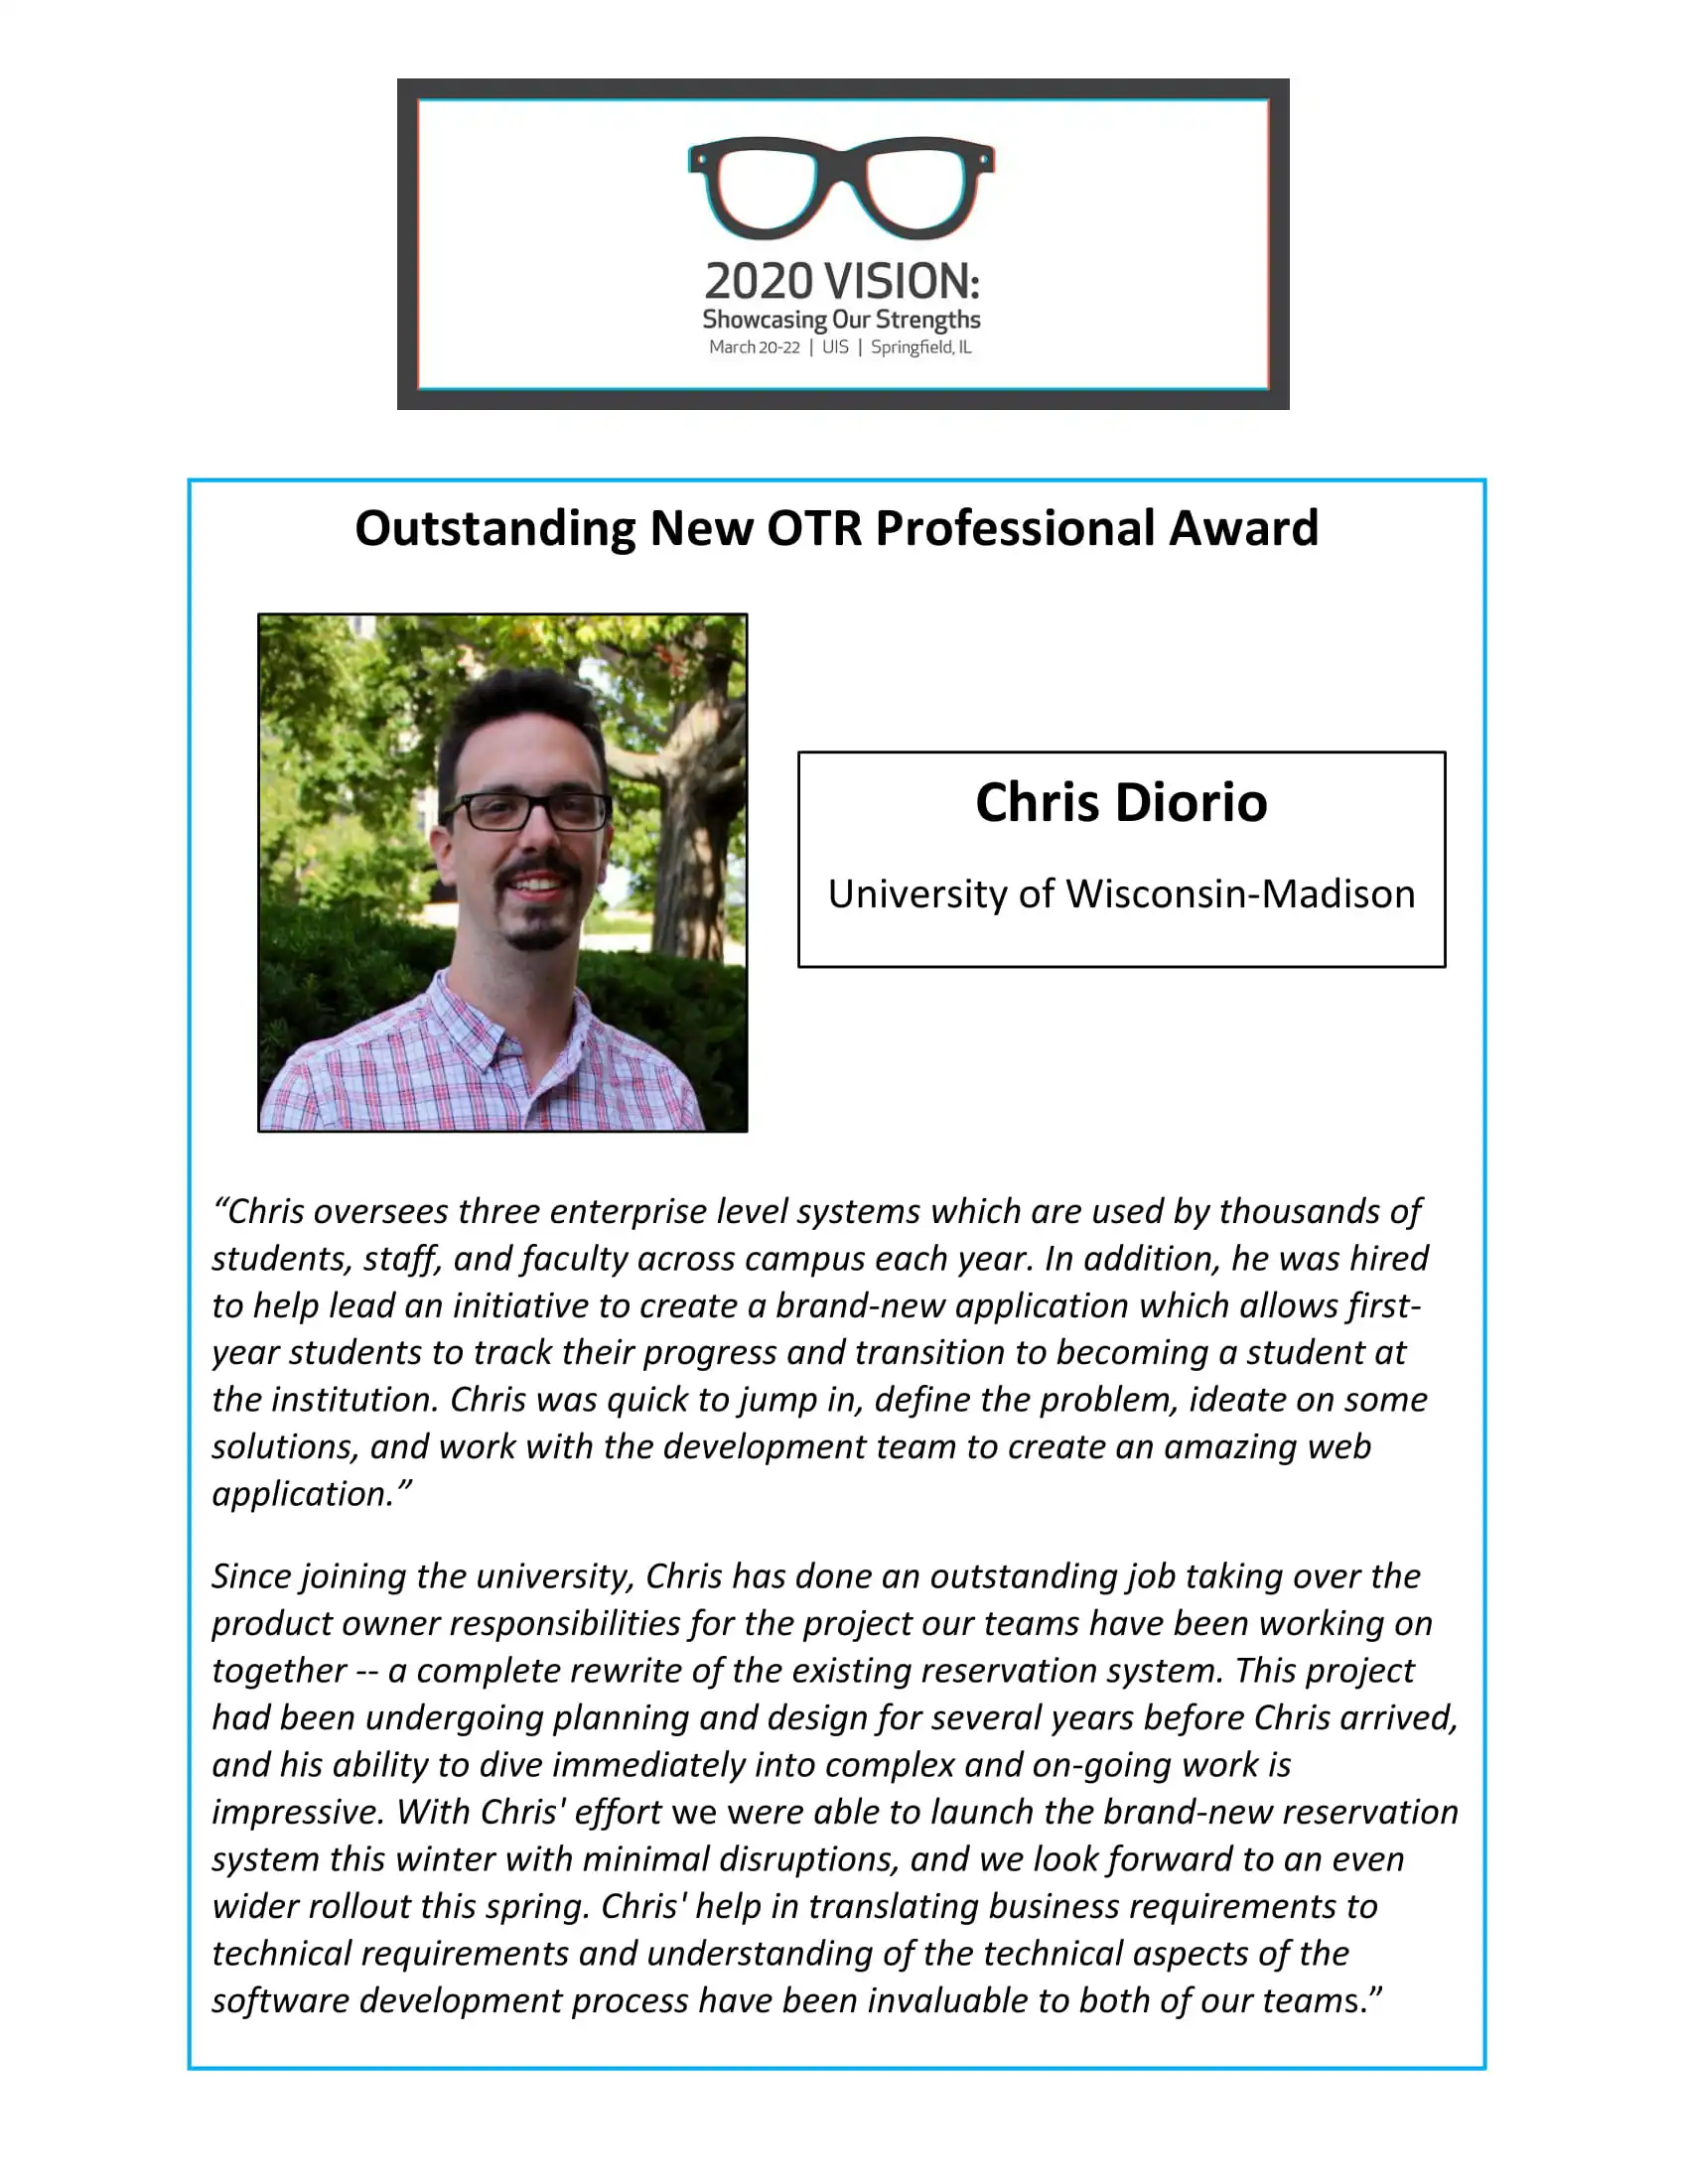 2020 VISION:
Showcasing Our Strengths
March 20-22 | UIS | Springfield, IL
Outstanding New OTR Professional Award
Chris Diorio
University of Wisconsin-Madison
“Chris oversees three enterprise level systems which are used by thousands of
students, staff, and faculty across campus each year. In addition, he was hired
to help lead an initiative to create a brand-new application which allows first-
year students to track their progress and transition to becoming a student at
the institution. Chris was quick to jump in, define the problem, ideate on some
solutions, and work with the development team to create an amazing web
application.”
Since joining the university, Chris has done an outstanding job taking over the
product owner responsibilities for the project our teams have been working on
together -- a complete rewrite of the existing reservation system. This project
had been undergoing planning and design for several years before Chris arrived,
and his ability to dive immediately into complex and on-going work is
impressive. With Chris' effort we were able to launch the brand-new reservation
system this winter with minimal disruptions, and we look forward to an even
wider rollout this spring. Chris' help in translating business requirements to
technical requirements and understanding of the technical aspects of the
software development process have been invaluable to both of our teams.”